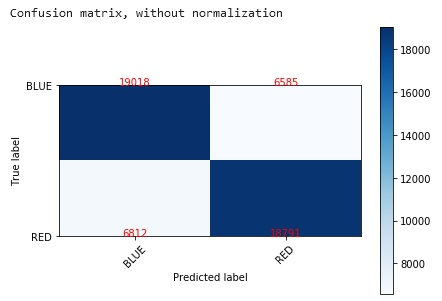 Confusion matrix, without normalization
BLUE
19018
6585
18000
16000
True label
14000
12000
10000
RED
6812
18791
8000
BLUE
RED
Predicted label